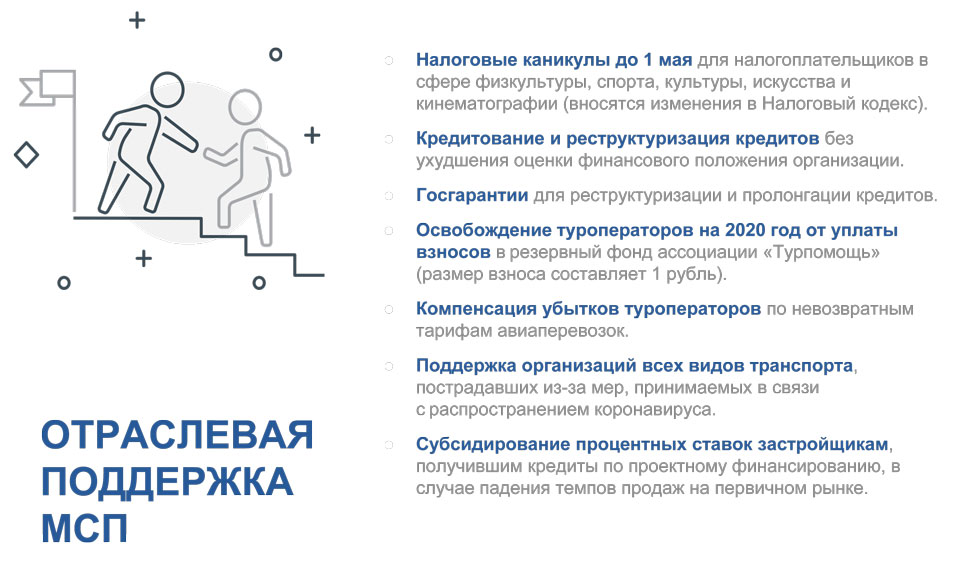 Налоговые каникулы до 1 мая для налогоплательщиков в
сфере физкультуры, спорта, культуры, искусства и
кинематографии (вносятся изменения в Налоговый кодекс).
Кредитование и реструктуризация кредитов без
ухудшения оценки финансового положения организации.
Госгарантии для реструктуризации и пролонгации кредитов.
Освобождение туроператоров на 2020 год от уплаты
взносов в резервный фонд ассоциации «Турпомощь»
(размер взноса составляет 1 рубль).
Компенсация убытков туроператоров по невозвратным
тарифам авиаперевозок.
Поддержка организаций всех видов транспорта,
пострадавших из-за мер, принимаемых в связи
с распространением коронавируса.
Субсидирование процентных ставок застройщикам,
получившим кредиты по проектному финансированию, в
случае падения темпов продаж на первичном рынке.
ОТРАСЛЕВАЯ
ПОДДЕРЖКА
МСП